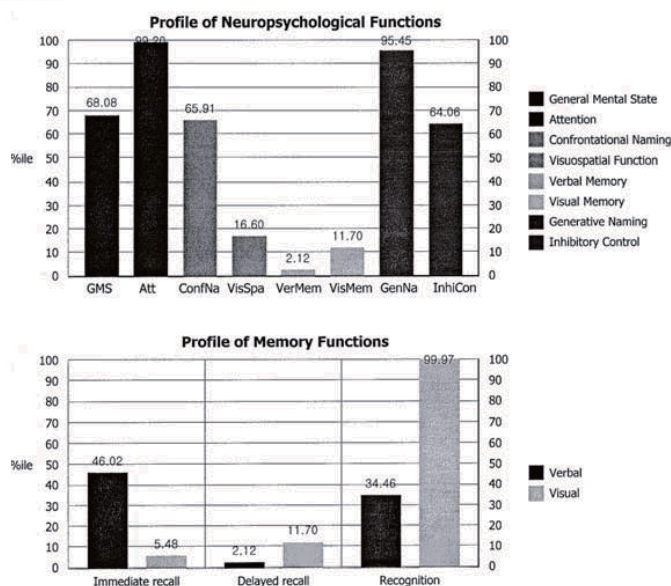 Profile of Neuropsychological Functions
100 90 80 70 60 50 40 30 20 10 0
%ile
68.08 99.20 65.91 16.60 2.12 11.70 95.45 64.06
100 90 80 70 60 50 40 30 20 10 0
GMS Att ConfNa VisSpa VerMem VisMem GenNa InhiCon
General Mental State
Attention
Confrontational Naming
Visuospatial Function
Verbal Memory
Visual Memory
Generative Naming
Inhibitory Control
Profile of Memory Functions
100 90 80 70 60 50 40 30 20 10 0
%ile
46.02 5.48 2.12 11.70 34.46 99.97
100 90 80 70 60 50 40 30 20 10 0
Immediate recall Delayed recall Recognition
Verbal
Visual